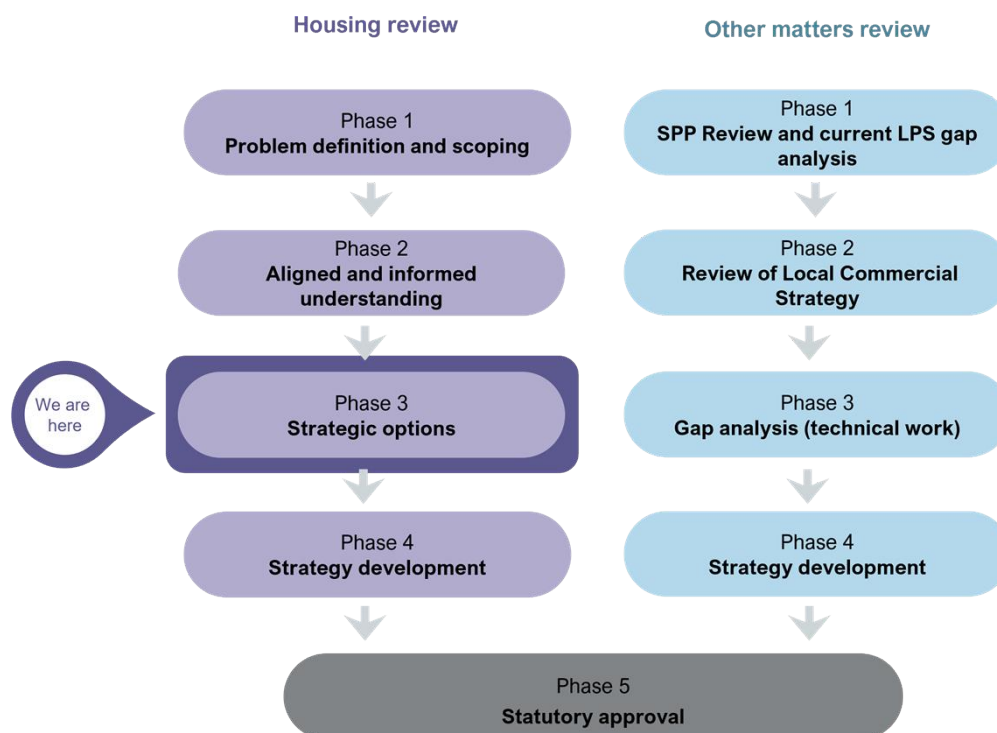 Housing review
Other matters review
Phase 1
Problem definition and scoping
Phase 1
SPP Review and current LPS gap
analysis
Phase 2
Aligned and informed
understanding
Phase 2
Review of Local Commercial
Strategy
We are
here
Phase 3
Strategic options
Phase 3
Gap analysis (technical work)
Phase 4
Strategy development
Phase 4
Strategy development
Phase 5
Statutory approval